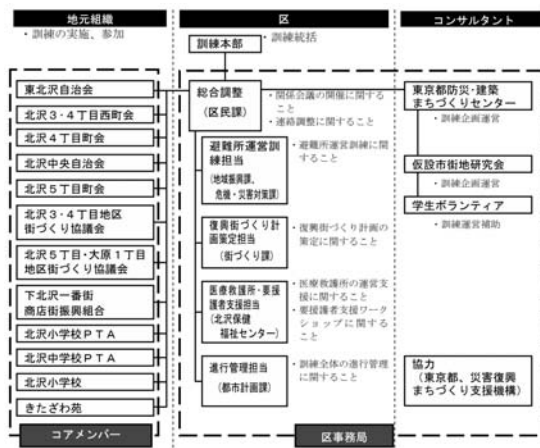 地元組織
・訓練の実施、参加
東北沢自治会
北沢3・4丁目西町会
北沢4丁目町会
北沢中央自治会
北沢5丁目町会
北沢3・4丁目地区
街づくり協議会
北沢5丁目・大原1丁目
地区街づくり協議会
下北沢一番街
商店街振興組合
北沢小学校PTA
北沢中学校PTA
北沢小学校
きたざわ苑
コアメンバー
区
訓練本部
・訓練統括
総合調整
(区民課)
・関係会議の開催に関する
こと
・連絡調整に関すること
避難所運営訓
練担当
(地域振興課、
危機・災害対策課)
・避難所運営訓練に関
すること
復興街づくり計
画策定担当
(街づくり課)
・復興街づくり計画の
策定に関すること
医療救護所・要援
護者支援担当
(北沢保健
福祉センター)
・医療救護所の運営支
援に関すること
・要援護者支援ワーク
ショップに関する
こと
進行管理担当
(都市計画課)
・訓練全体の進行管理
に関すること
区事務局
コンサルタント
東京都防災・建築
まちづくりセンター
・訓練企画運営
仮設市街地研究会
・訓練企画運営
学生ボランティア
・訓練運営補助
協力
(東京都、災害復興
まちづくり支援機構)